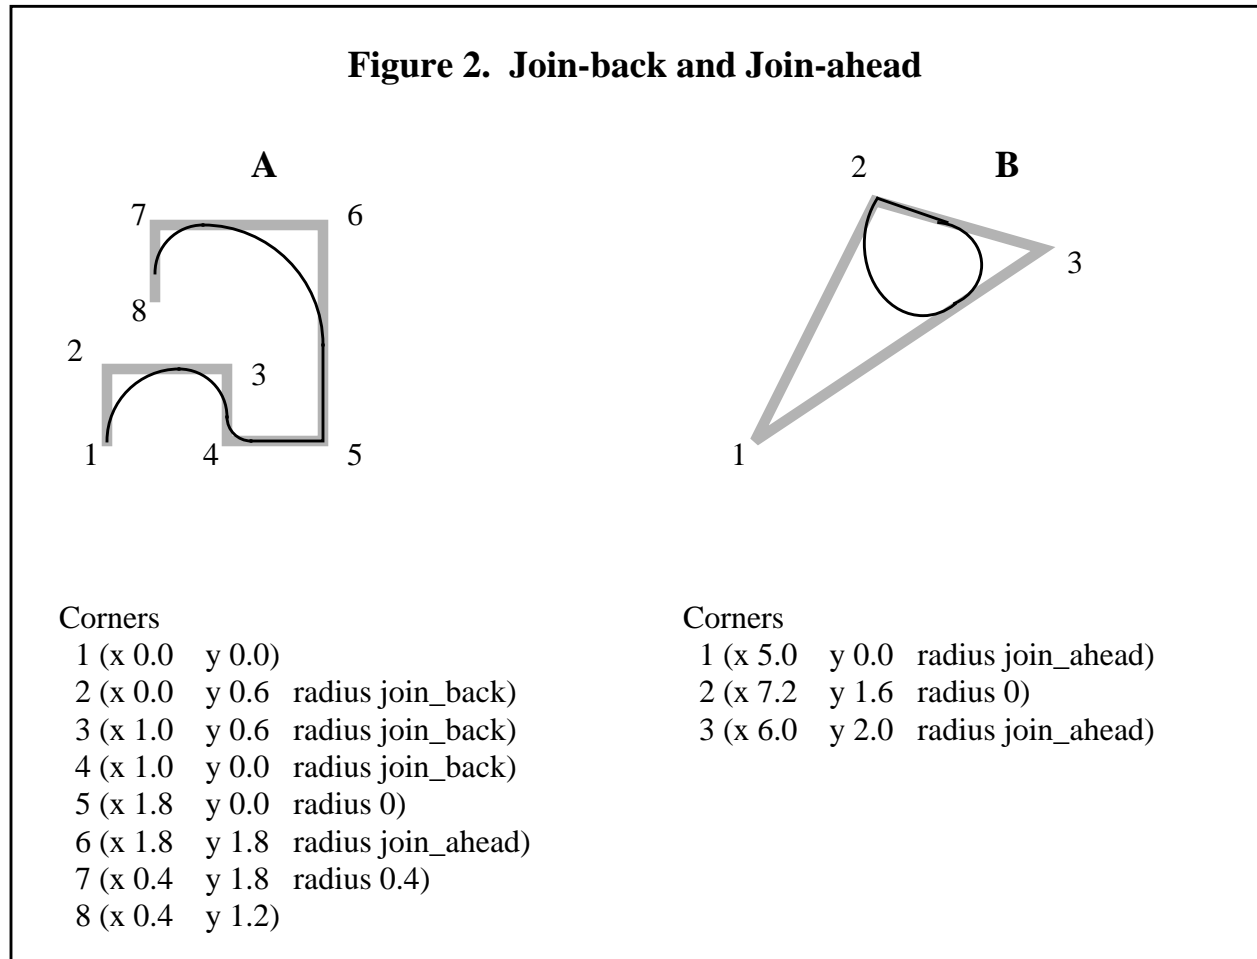 Figure 2. Join-back and Join-ahead
A
7
6
8
2
3
1
4
5
B
2
3
1
Corners
1 (x 0.0 y 0.0)
2 (x 0.0 y 0.6 radius join_back)
3 (x 1.0 y 0.6 radius join_back)
4 (x 1.0 y 0.0 radius join_back)
5 (x 1.8 y 0.0 radius 0)
6 (x 1.8 y 1.8 radius join_ahead)
7 (x 0.4 y 1.8 radius 0.4)
8 (x 0.4 y 1.2)
Corners
1 (x 5.0 y 0.0 radius join_ahead)
2 (x 7.2 y 1.6 radius 0)
3 (x 6.0 y 2.0 radius join_ahead)